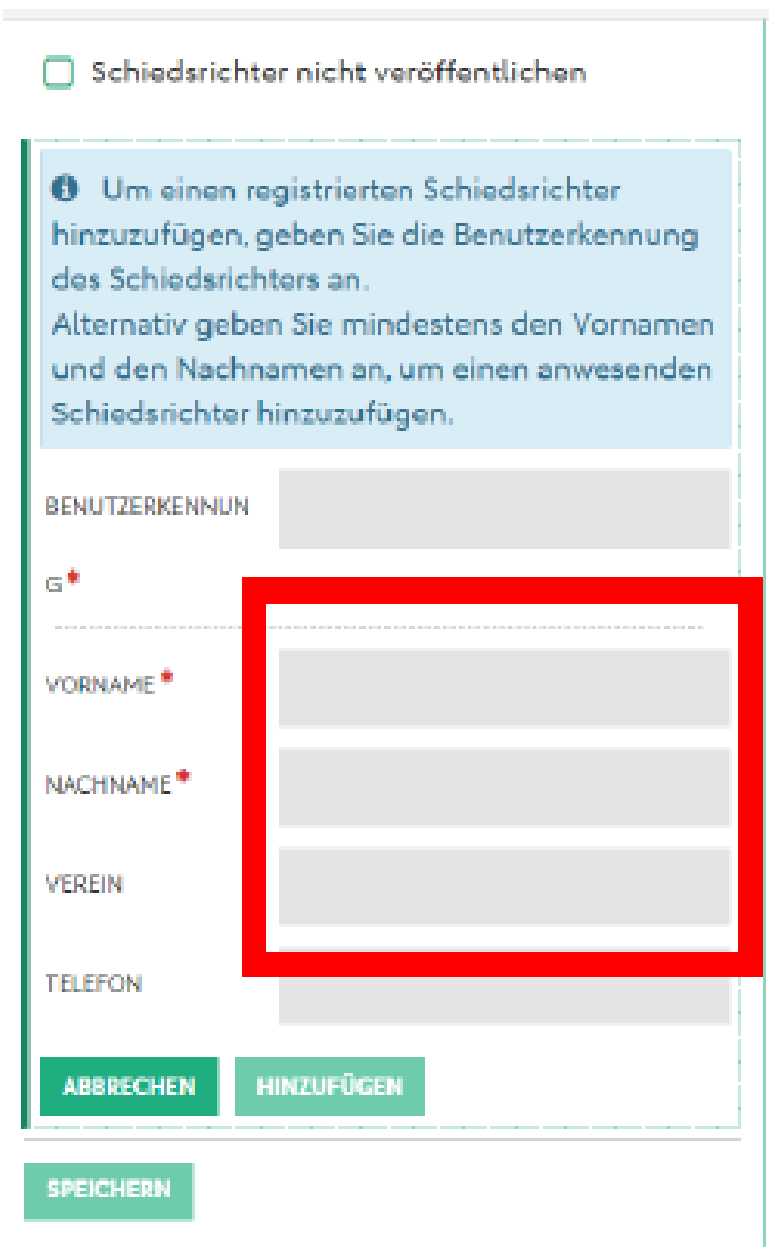 Schiedsrichter nicht veröffentlichen
Um einen registrierten Schiedsrichter
hinzuzufügen, geben Sie die Benutzerkennung
des Schiedsrichters an.
Alternativ geben Sie mindestens den Vornamen
und den Nachnamen an, um einen anwesenden
Schiedsrichter hinzuzufügen.
BENUTZERKENNUN
G*
VORNAME*
NACHNAME*
VEREIN
TELEFON
ABBRECHEN HINZUFÜGEN
SPEICHERN